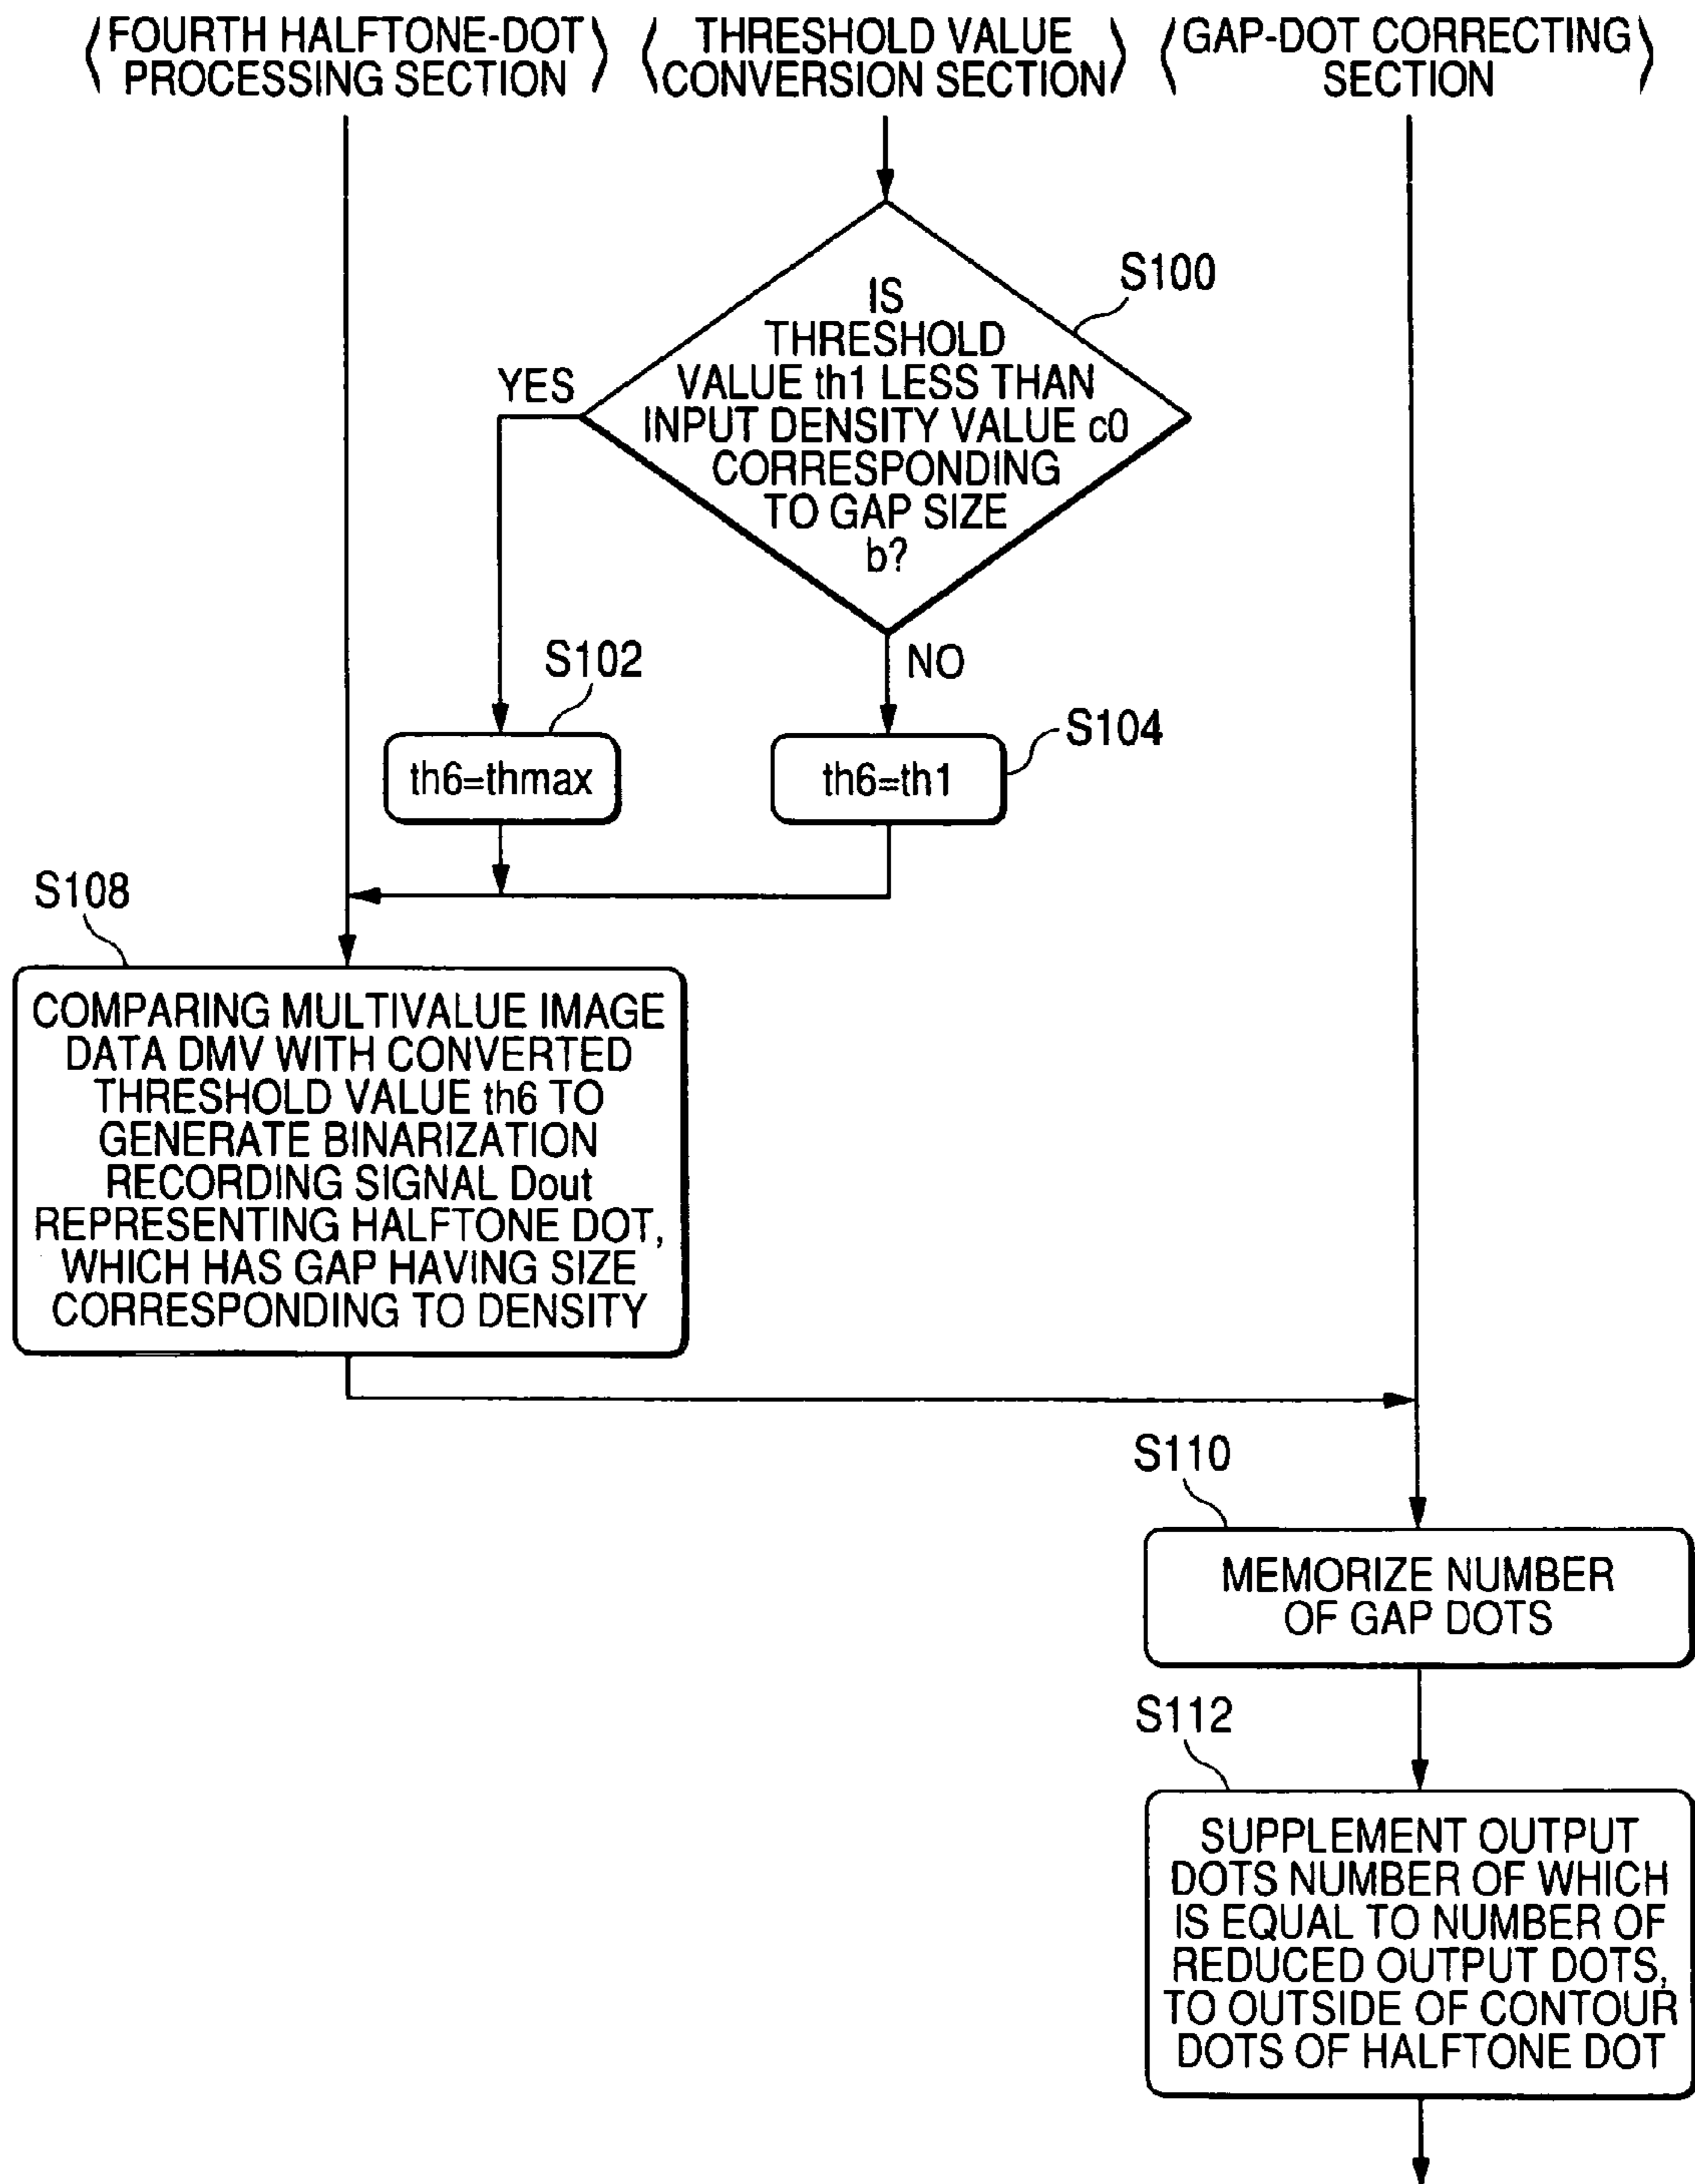 ⟨FOURTH HALFTONE-DOT
PROCESSING SECTION⟩
⟨THRESHOLD VALUE
CONVERSION SECTION⟩
⟨GAP-DOT CORRECTING
SECTION⟩
S100
IS
THRESHOLD
VALUE th1 LESS THAN
INPUT DENSITY VALUE c0
CORRESPONDING
TO GAP SIZE
b?
YES
NO
S102
th6=thmax
S104
th6=th1
S108
COMPARING MULTIVALUE IMAGE
DATA DMV WITH CONVERTED
THRESHOLD VALUE th6 TO
GENERATE BINARIZATION
RECORDING SIGNAL Dout
REPRESENTING HALFTONE DOT,
WHICH HAS GAP HAVING SIZE
CORRESPONDING TO DENSITY
S110
MEMORIZE NUMBER
OF GAP DOTS
S112
SUPPLEMENT OUTPUT
DOTS NUMBER OF WHICH
IS EQUAL TO NUMBER OF
REDUCED OUTPUT DOTS,
TO OUTSIDE OF CONTOUR
DOTS OF HALFTONE DOT